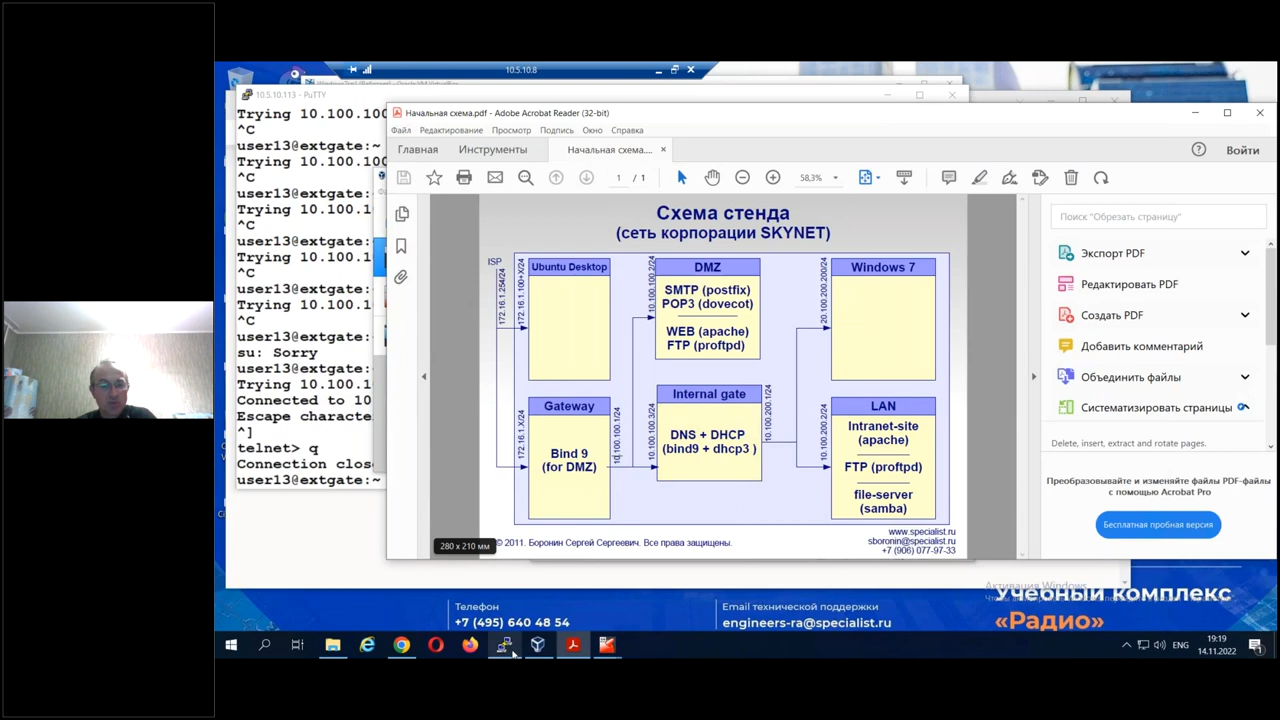 10.5.10.8
10.5.10.113 - PuTTY
Trying 10.100.100
^C
user13@extgate:~
Trying 10.100.100
^C
user13@extgate:~
Trying 10.100.1
^C
user13@extgate:
Trying 10.100.1
^C
user13@extgate:
Trying 10.100.1
^C
user13@extgate:
su: Sorry
user13@extgate:
Trying 10.100.1
Connected to 10
Escape characte
^]
telnet> q
Connection close
user13@extgate:~
Начальная схема.pdf - Adobe Acrobat Reader (32-bit)
Файл Редактирование Просмотр Подпись Окно Справка
Главная Инструменты Начальная схема....
Войти
1 / 1 58,3%
Схема стенда
(сеть корпорации SKYNET)
ISP
172.16.1.254/24
172.16.1.100+X/24
Ubuntu Desktop
10.100.100.2/24
DMZ
SMTP (postfix)
POP3 (dovecot)
WEB (apache)
FTP (proftpd)
20.100.200.200/24
Windows 7
172.16.1.X/24
Gateway
Bind 9
(for DMZ)
10.100.100.1/24
10.100.100.3/24
Internal gate
DNS + DHCP
(bind9 + dhcp3 )
10.100.200.1/24
10.100.200.2/24
LAN
Intranet-site
(apache)
FTP (proftpd)
file-server
(samba)
© 2011. Боронин Сергей Сергеевич. Все права защищены.
www.specialist.ru
sboronin@specialist.ru
+7 (906) 077-97-33
280 x 210 мм
Поиск "Обрезать страницу"
Экспорт PDF
Редактировать PDF
Создать PDF
Добавить комментарий
Объединить файлы
Систематизировать страницы
Delete, insert, extract and rotate pages.
Преобразовывайте и изменяйте файлы PDF-файлы
с помощью Acrobat Pro
Бесплатная пробная версия
Активация Windows
Учебный комплекс
«Радио»
Телефон
+7 (495) 640 48 54
Email технической поддержки
engineers-ra@specialist.ru
ENG
19:19
14.11.2022